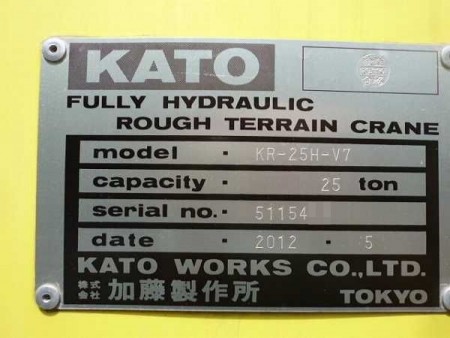 KATO
FULLY HYDRAULIC
ROUGH TERRAIN CRANE
model · KR-25H-V7
capacity · 25 ton
serial no. · 51154
date · 2012 · 5
KATO WORKS CO.,LTD.
株式会社 加藤製作所 TOKYO